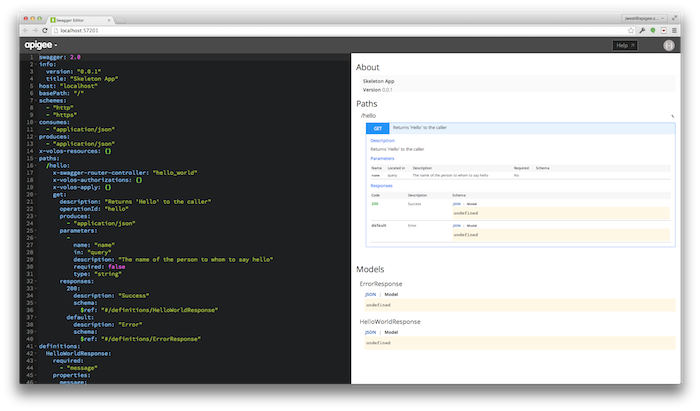 Swagger Editor
localhost:57201
apigee
Help
1 swagger: 2.0
2 info:
3 version: "0.0.1"
4 title: "Skeleton App"
5 host: "localhost"
6 basePath: "/"
7 schemes:
8 - "http"
9 - "https"
10 consumes:
11 - "application/json"
12 produces:
13 - "application/json"
14 x-volos-resources: {}
15 paths:
16 /hello:
17 x-swagger-router-controller: "hello_world"
18 x-volos-authorizations: {}
19 x-volos-apply: {}
20 get:
21 description: "Returns 'Hello' to the caller"
22 operationId: "hello"
23 produces:
24 - "application/json"
25 parameters:
26 -
27 name: "name"
28 in: "query"
29 description: "The name of the person to whom to say hello"
30 required: false
31 type: "string"
32 responses:
33 200:
34 description: "Success"
35 schema:
36 $ref: "#/definitions/HelloWorldResponse"
37 default:
38 description: "Error"
39 schema:
40 $ref: "#/definitions/ErrorResponse"
41 definitions:
42 HelloWorldResponse:
43 required:
44 - "message"
45 properties:
46 message:
About
Skeleton App
Version 0.0.1
Paths
/hello
GET Returns 'Hello' to the caller
Description
Returns 'Hello' to the caller
Parameters
Name Located in Description Required Schema
name query The name of the person to whom to say hello No
Responses
Code Description Schema
200 Success JSON | Model
undefined
default Error JSON | Model
undefined
Models
ErrorResponse
JSON | Model
undefined
HelloWorldResponse
JSON | Model
undefined